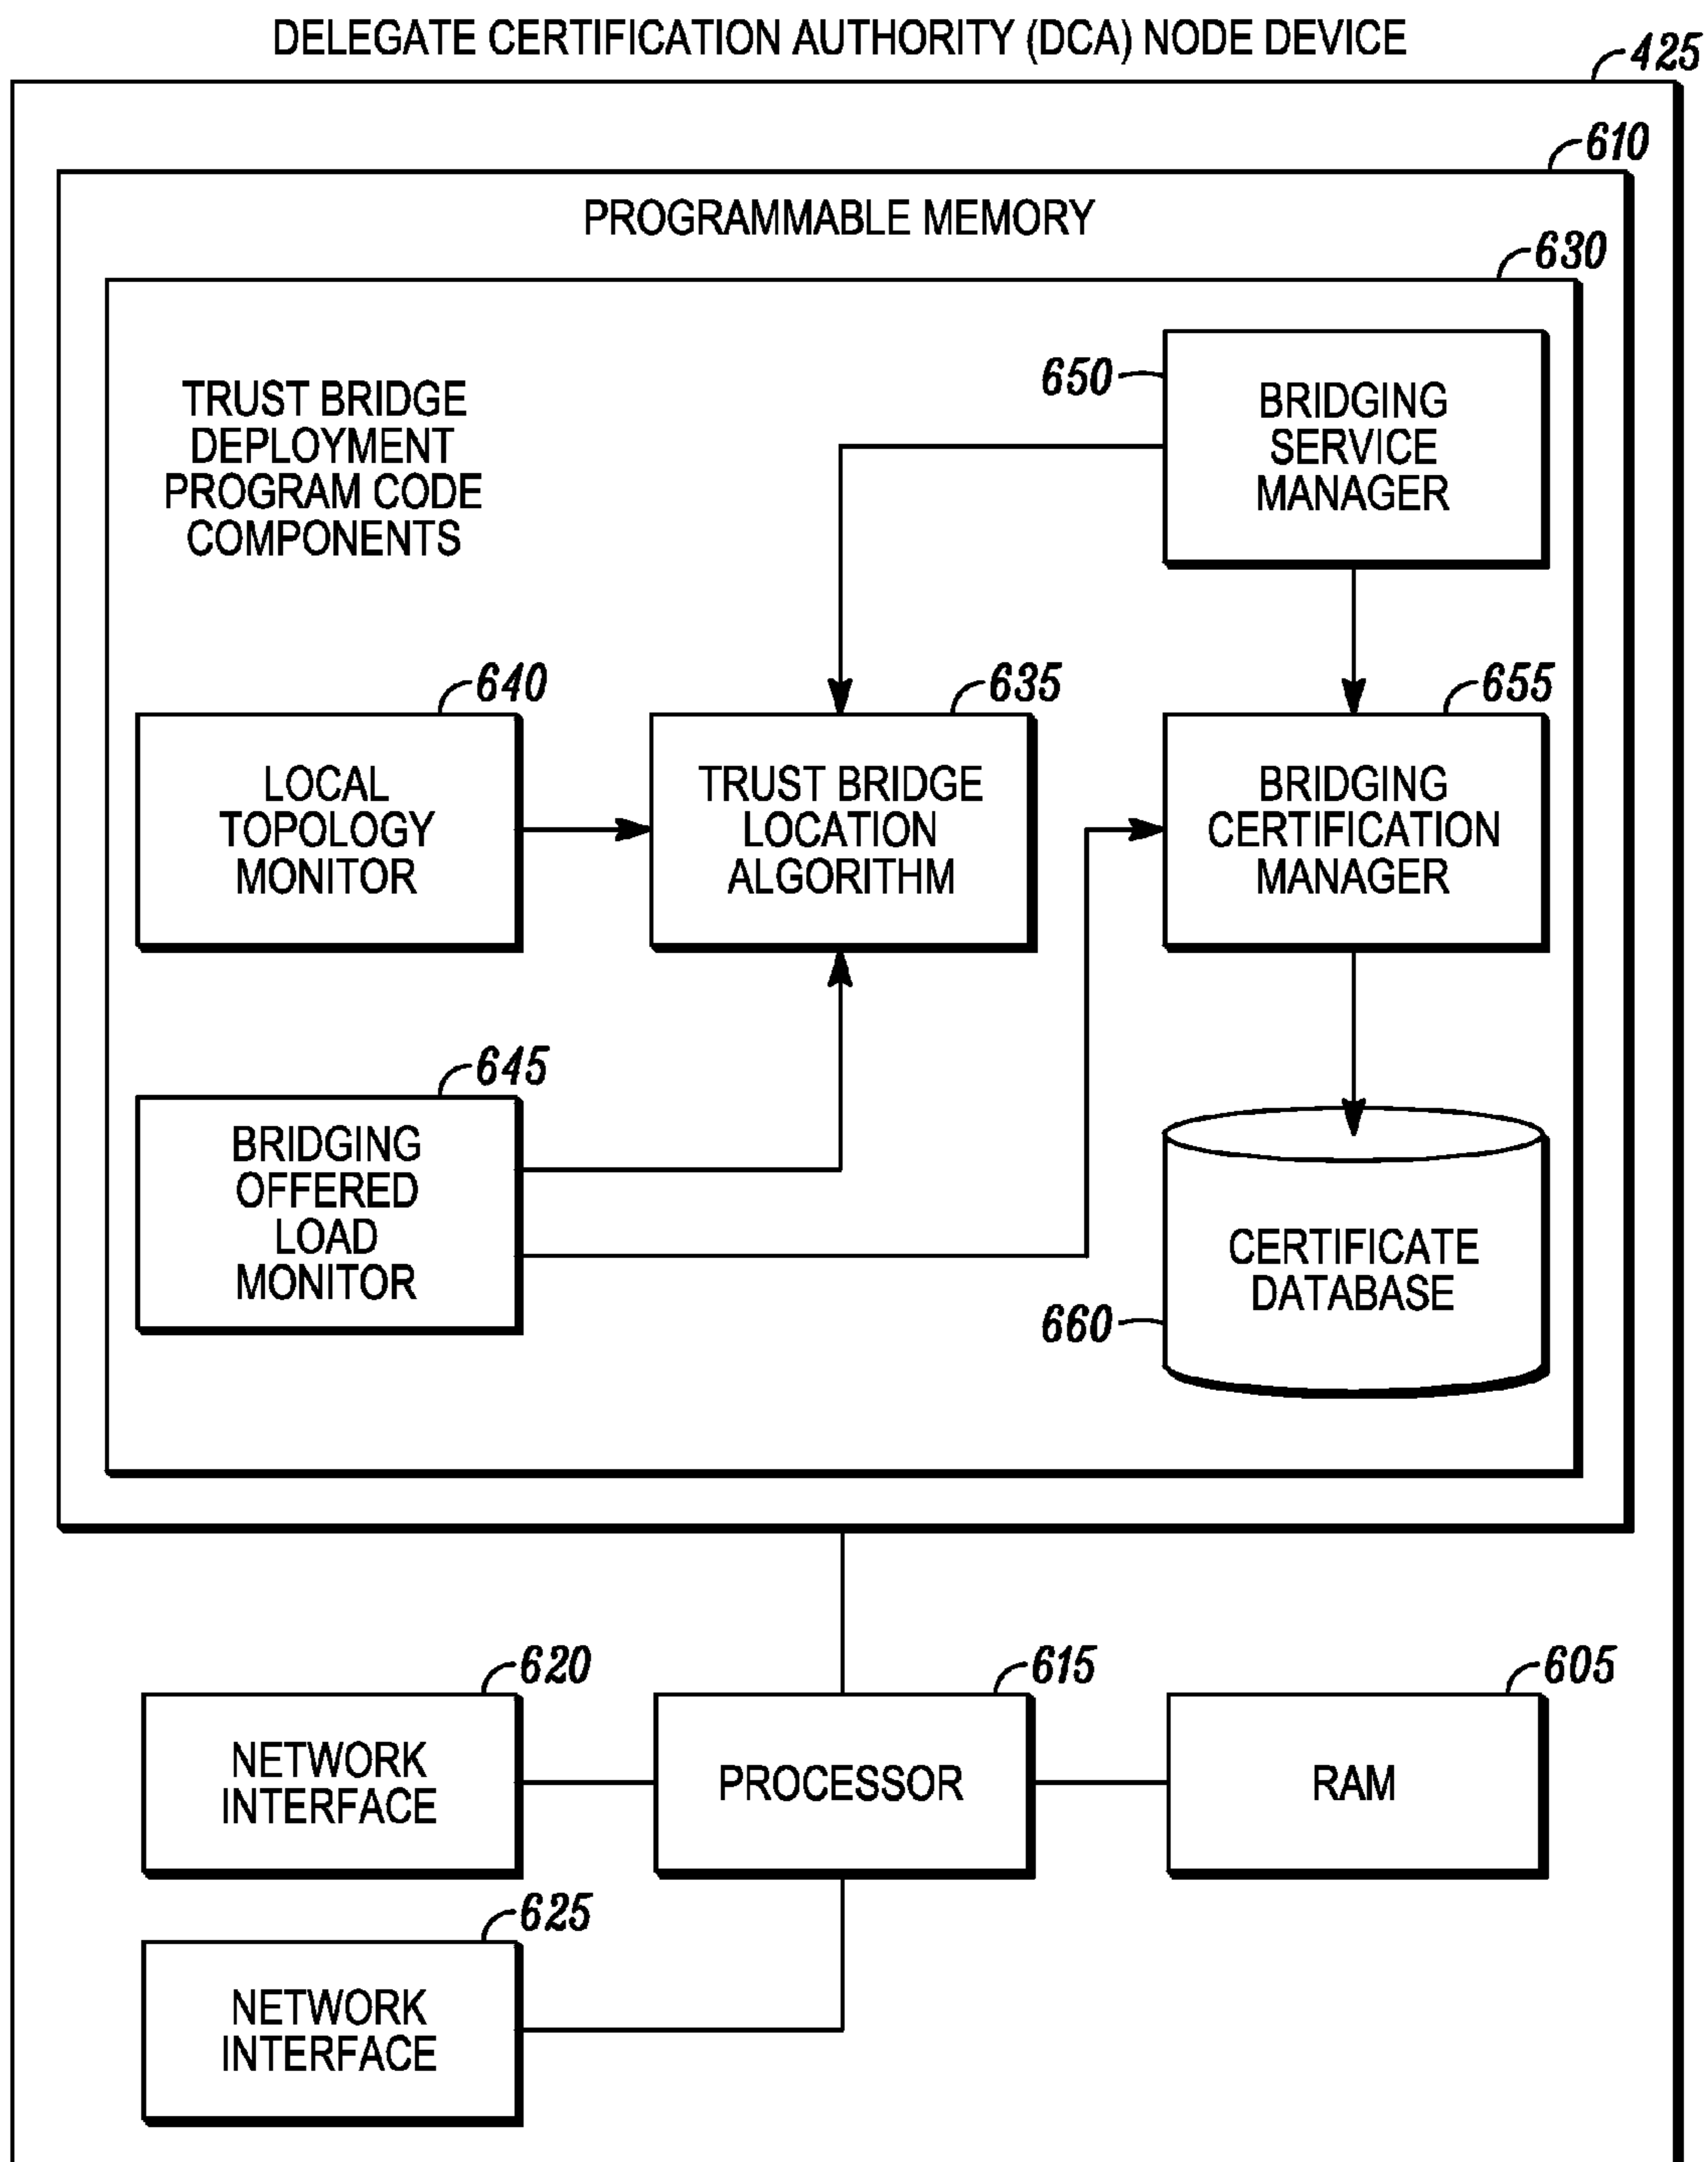 DELEGATE CERTIFICATION AUTHORITY (DCA) NODE DEVICE
425
610
PROGRAMMABLE MEMORY
630
TRUST BRIDGE
DEPLOYMENT
PROGRAM CODE
COMPONENTS
650
BRIDGING
SERVICE
MANAGER
640
LOCAL
TOPOLOGY
MONITOR
635
TRUST BRIDGE
LOCATION
ALGORITHM
655
BRIDGING
CERTIFICATION
MANAGER
645
BRIDGING
OFFERED
LOAD
MONITOR
CERTIFICATE
DATABASE
660
620
NETWORK
INTERFACE
615
PROCESSOR
605
RAM
625
NETWORK
INTERFACE